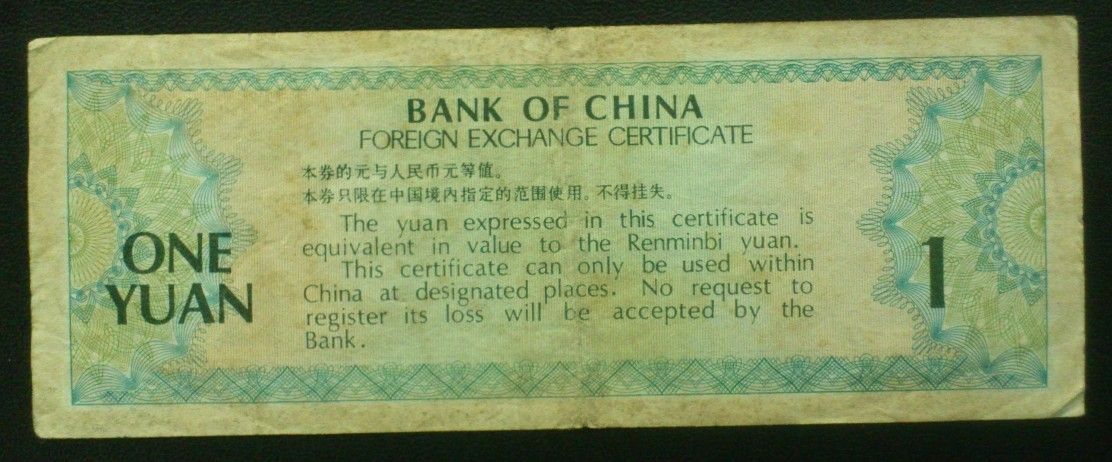 BANK OF CHINA
FOREIGN EXCHANGE CERTIFICATE
本券的元与人民币元等值。
本券只限在中国境内指定的范围使用。不得挂失。
The yuan expressed in this certificate is
equivalent in value to the Renminbi yuan.
This certificate can only be used within
China at designated places. No request to
register its loss will be accepted by the
Bank.
ONE
YUAN
1